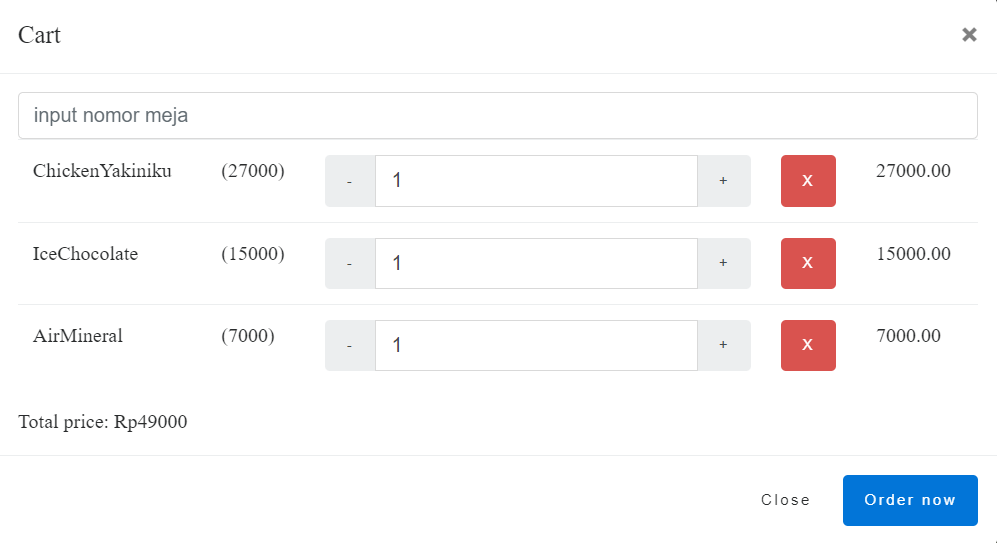 Cart ×
input nomor meja
ChickenYakiniku (27000) - 1 + X 27000.00
IceChocolate (15000) - 1 + X 15000.00
AirMineral (7000) - 1 + X 7000.00
Total price: Rp49000
Close Order now